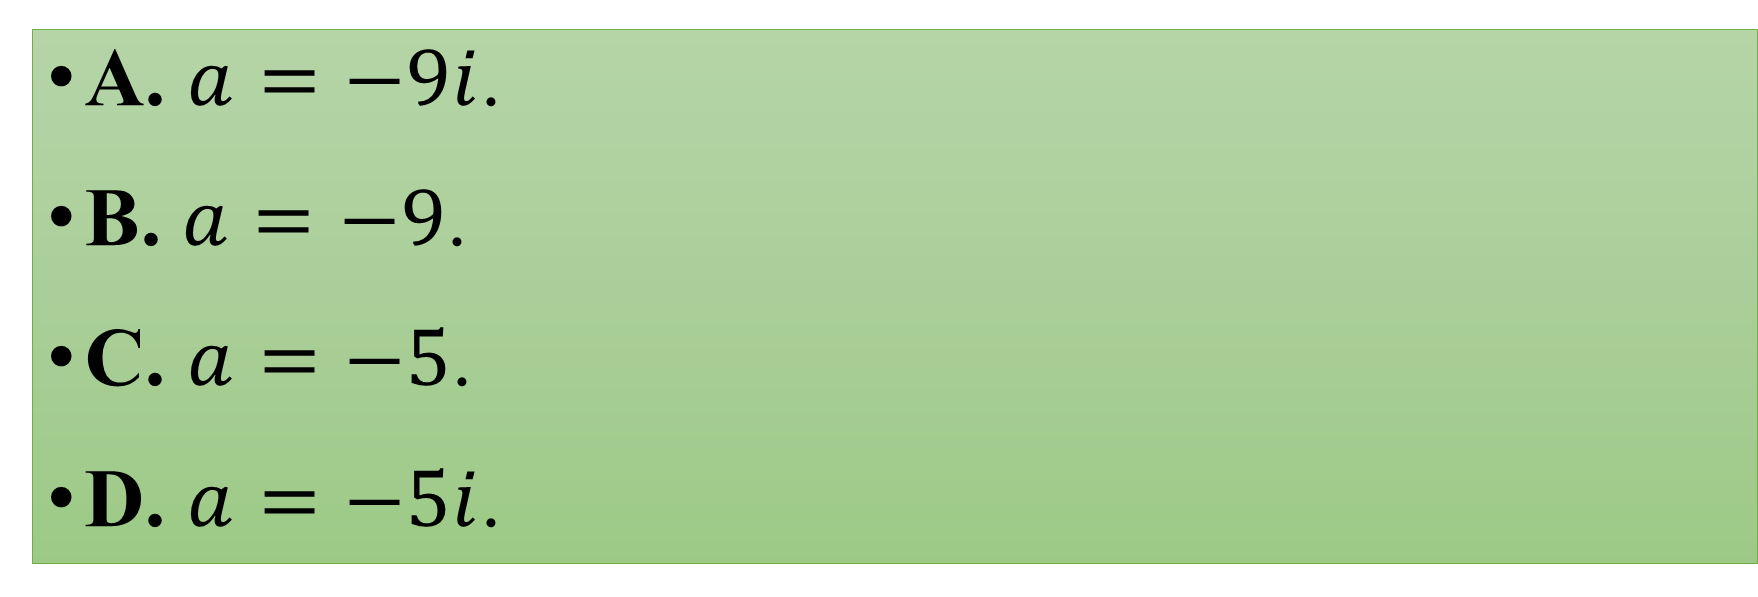 • A. a = −9i.
• B. a = −9.
• C. a = −5.
• D. a = −5i.